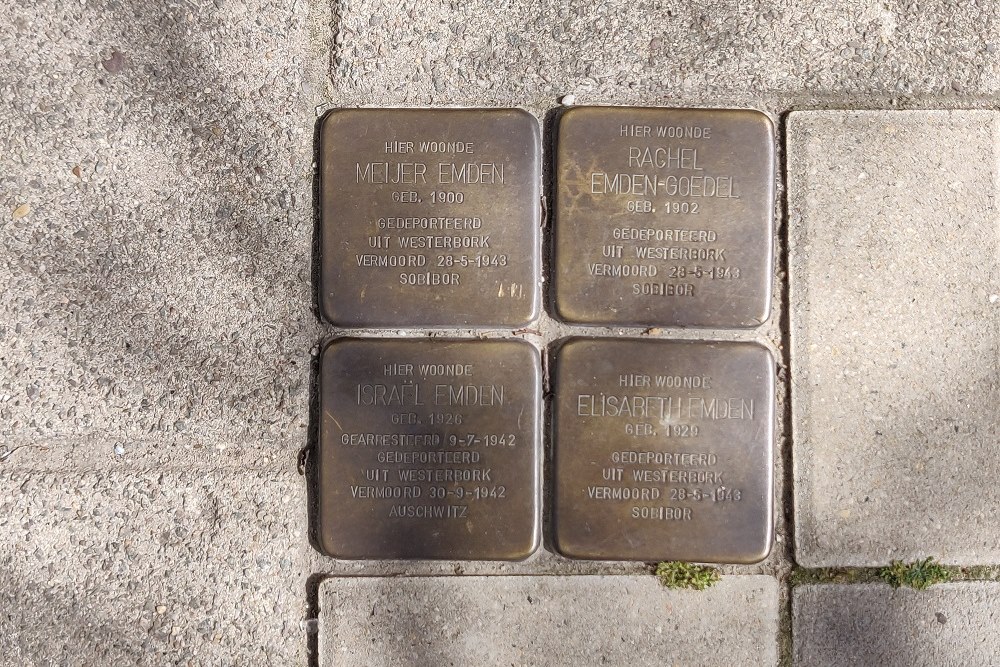 HIER WOONDE
MEIJER EMDEN
GEB. 1900
GEDEPORTEERD
UIT WESTERBORK
VERMOORD 28-5-1943
SOBIBOR
HIER WOONDE
RACHEL
EMDEN-GOEDEL
GEB. 1902
GEDEPORTEERD
UIT WESTERBORK
VERMOORD 28-5-1943
SOBIBOR
HIER WOONDE
ISRAËL EMDEN
GEB. 1926
GEARRESTEERD 9-7-1942
GEDEPORTEERD
UIT WESTERBORK
VERMOORD 30-9-1942
AUSCHWITZ
HIER WOONDE
ELISABETH EMDEN
GEB. 1929
GEDEPORTEERD
UIT WESTERBORK
VERMOORD 28-5-1943
SOBIBOR